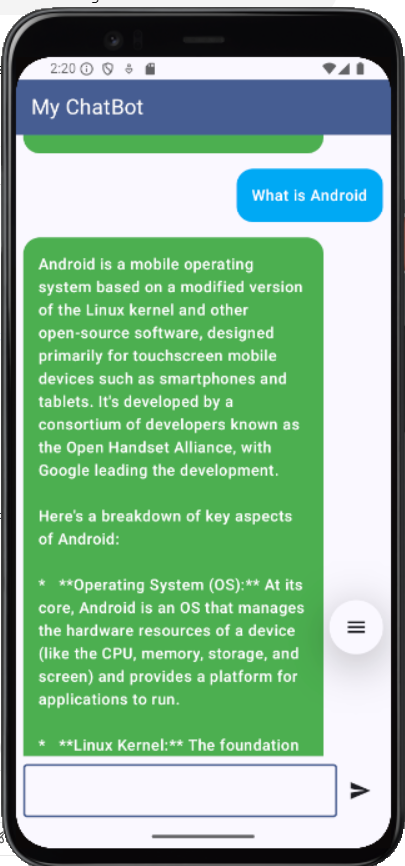 2:20
My ChatBot
What is Android
Android is a mobile operating
system based on a modified version
of the Linux kernel and other
open-source software, designed
primarily for touchscreen mobile
devices such as smartphones and
tablets. It's developed by a
consortium of developers known as
the Open Handset Alliance, with
Google leading the development.
Here's a breakdown of key aspects
of Android:
*   **Operating System (OS):** At its
core, Android is an OS that manages
the hardware resources of a device
(like the CPU, memory, storage, and
screen) and provides a platform for
applications to run.
*   **Linux Kernel:** The foundation